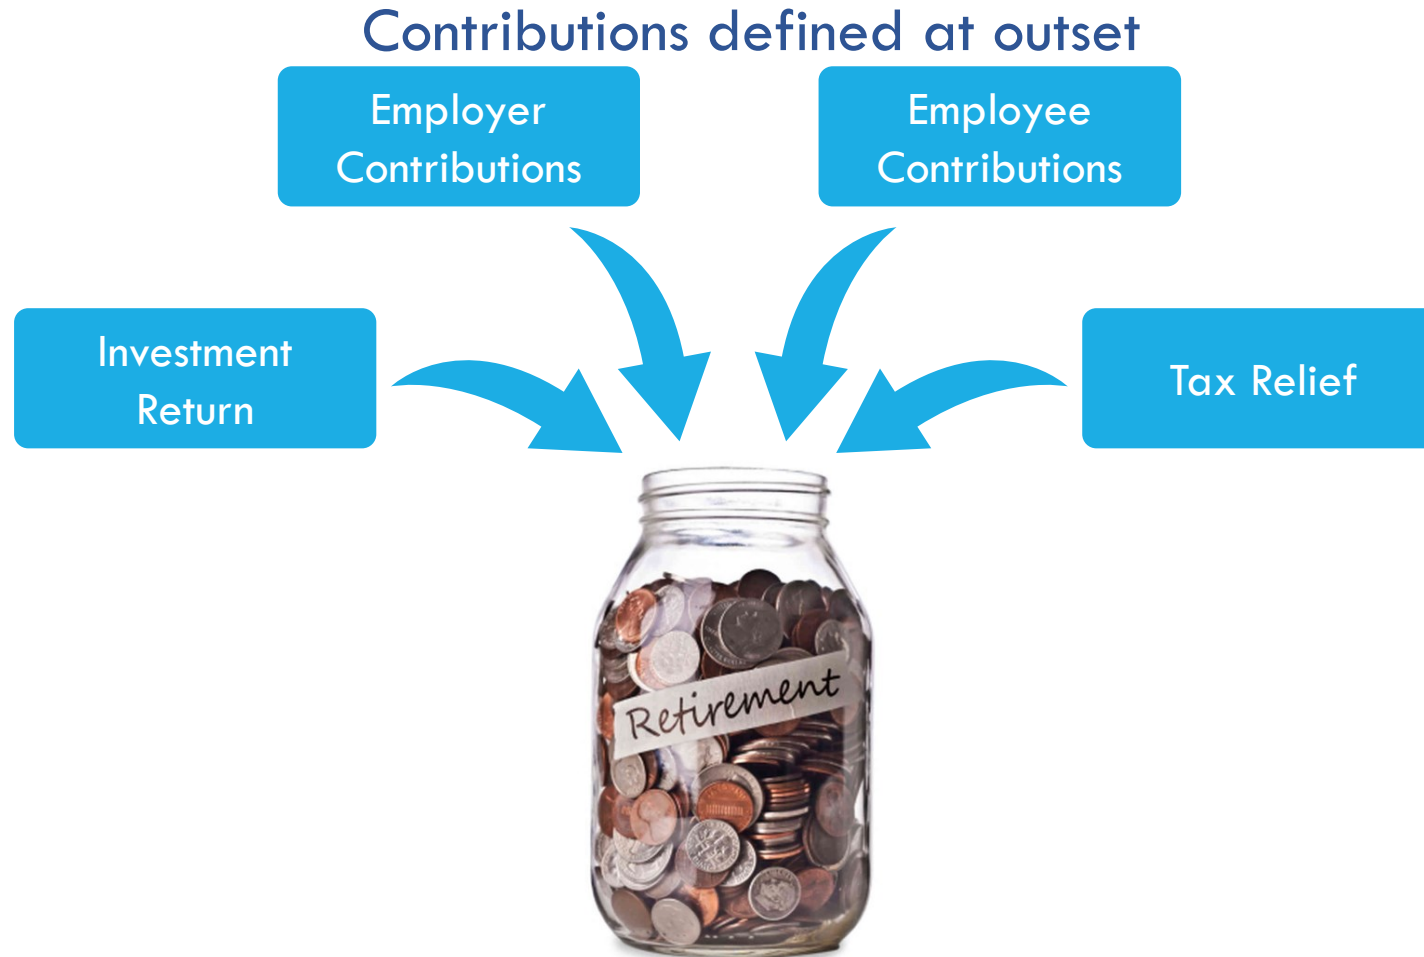 Contributions defined at outset
Employer
Contributions
Employee
Contributions
Investment
Return
Tax Relief
Retirement